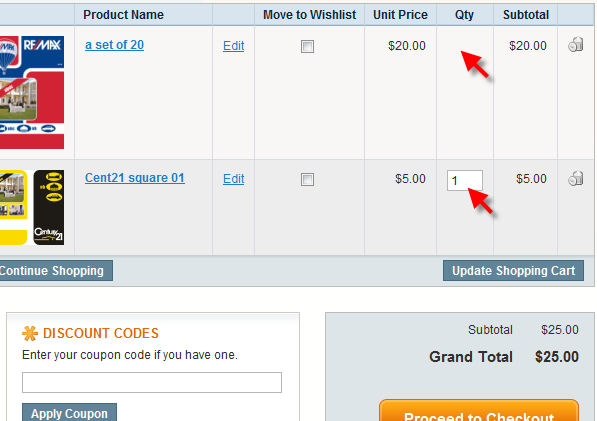 Product Name Move to Wishlist Unit Price Qty Subtotal
RE/MAX
a set of 20 Edit $20.00 $20.00
Cent21 square 01 Edit $5.00 1 $5.00
Century 21
Continue Shopping Update Shopping Cart
DISCOUNT CODES
Enter your coupon code if you have one.
Apply Coupon
Subtotal $25.00
Grand Total $25.00
Proceed to Checkout